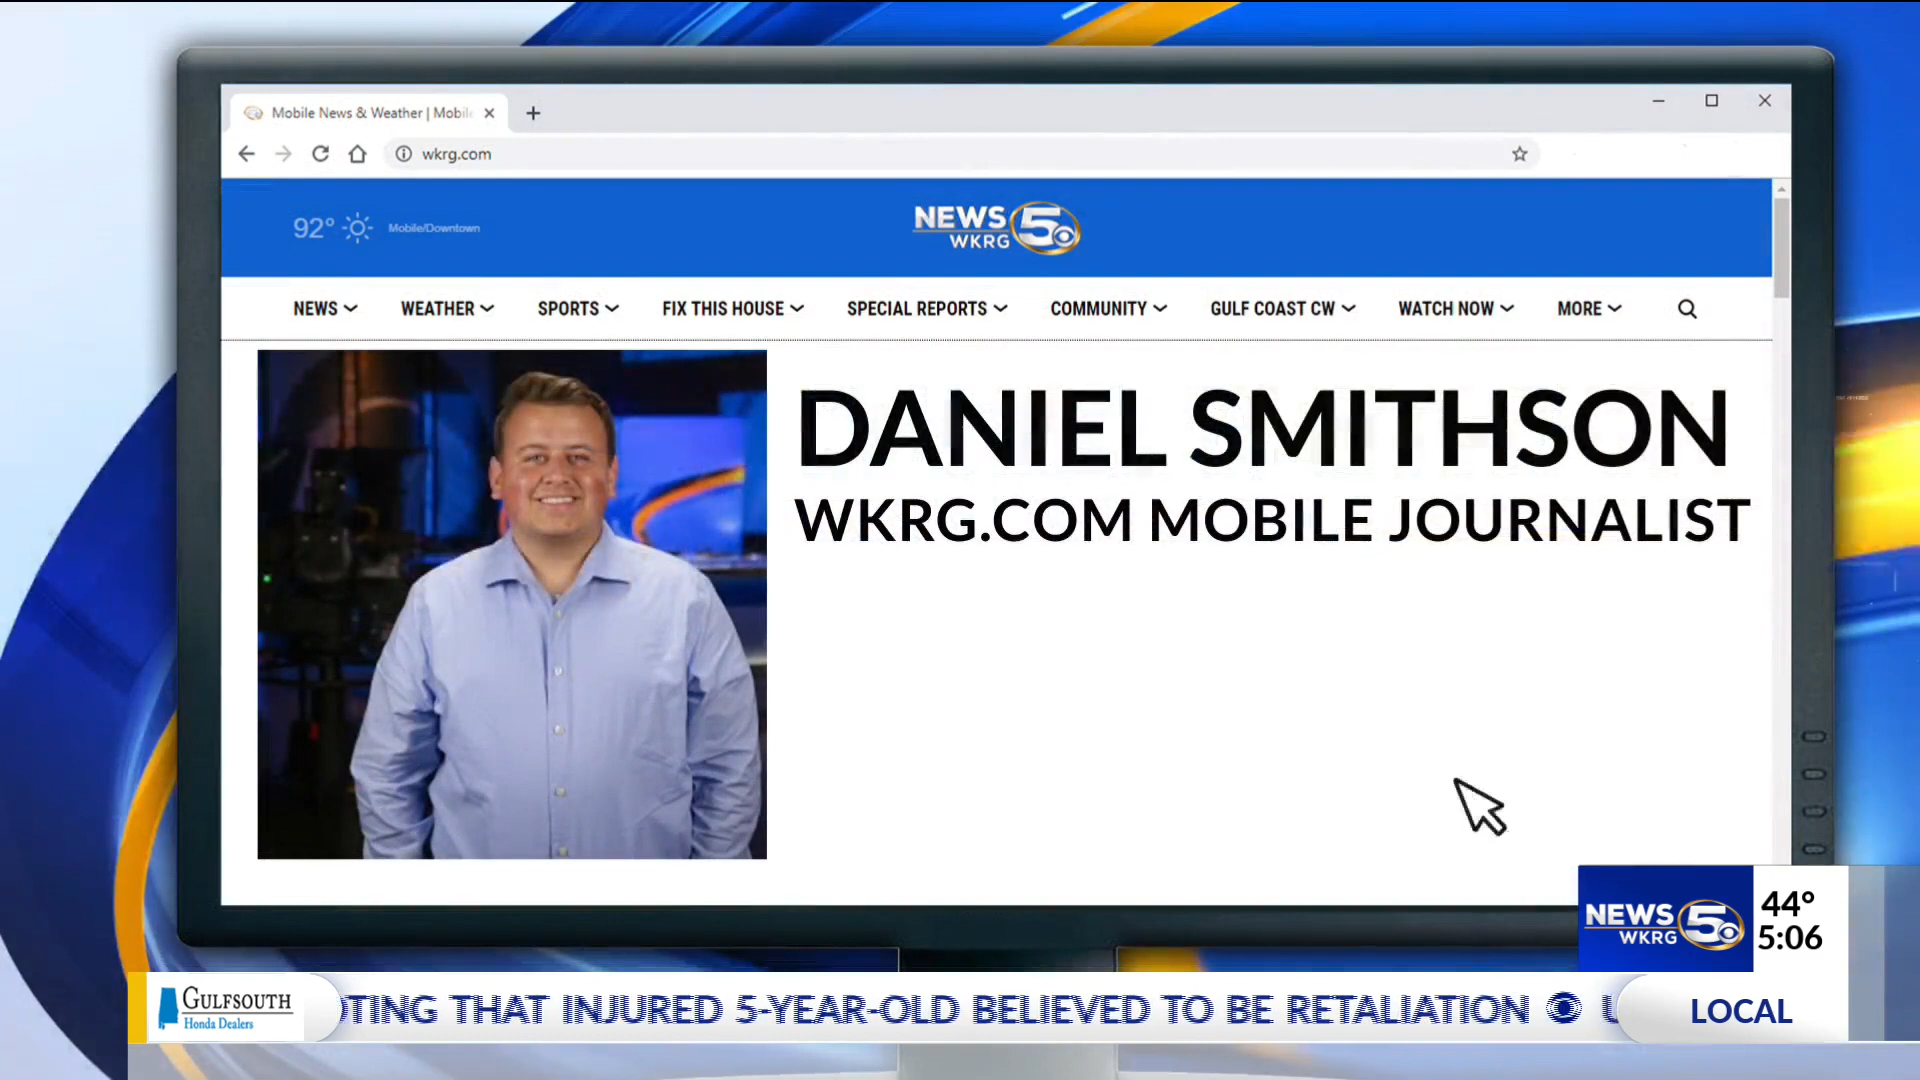 Mobile News & Weather | Mobil
wkrg.com
92°
Mobile/Downtown
NEWS 5
WKRG
NEWS
WEATHER
SPORTS
FIX THIS HOUSE
SPECIAL REPORTS
COMMUNITY
GULF COAST CW
WATCH NOW
MORE
DANIEL SMITHSON
WKRG.COM MOBILE JOURNALIST
NEWS 5
WKRG
44°
5:06
GULFSOUTH
Honda Dealers
OTING THAT INJURED 5-YEAR-OLD BELIEVED TO BE RETALIATION
LOCAL